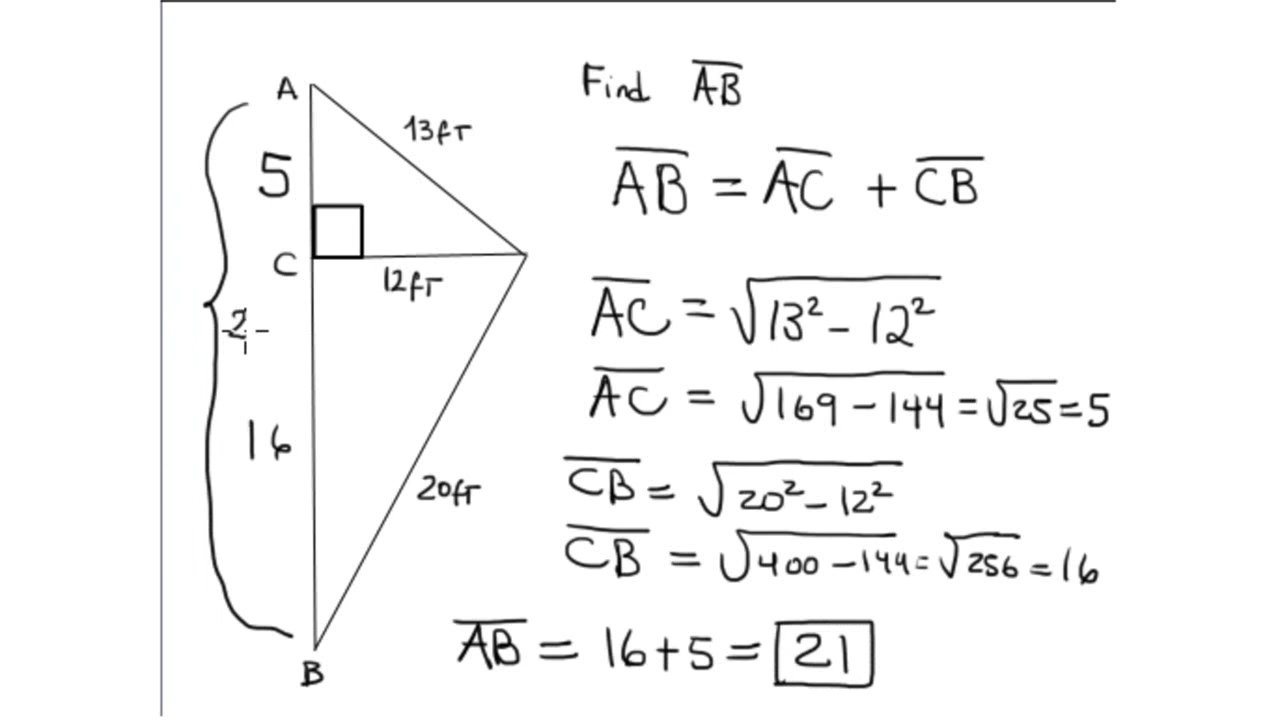 Find AB
A
13ft
5
AB = AC + CB
C
12ft
AC = √13² - 12²
2
AC = √169 - 144 = √25 = 5
16
CB = √20² - 12²
20ft
CB = √400 - 144 = √256 = 16
AB = 16 + 5 = 21
B